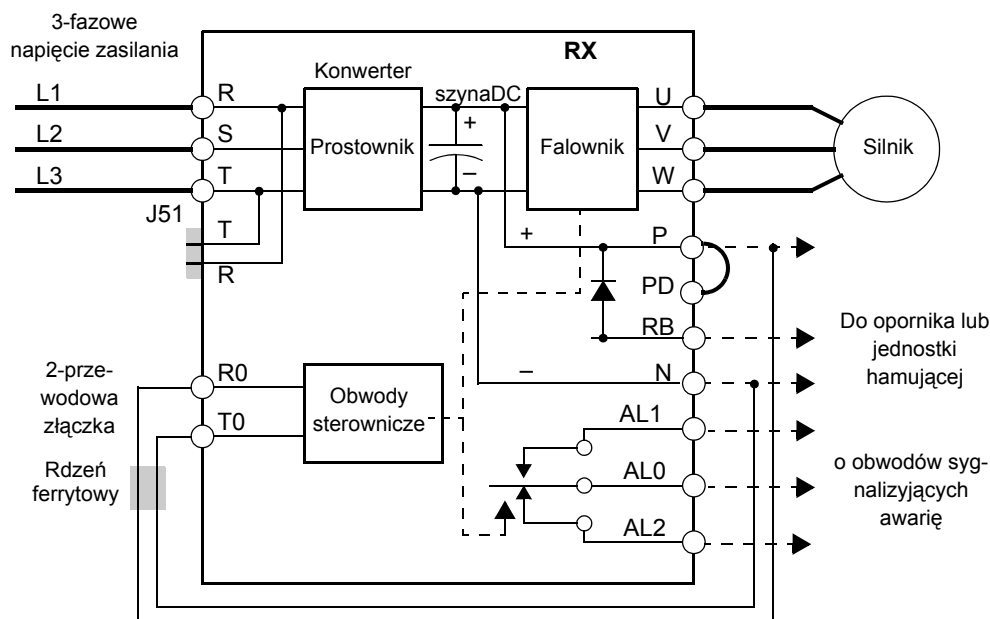 3-fazowe
napięcie zasilania
RX
Konwerter
szynaDC
L1
R
U
+
L2
S
Prostownik
Falownik
V
Silnik
L3
T
–
W
J51
T
+
P
R
PD
RB
Do opornika lub
jednostki
hamującej
2-prze-
wodowa
złączka
R0
–
N
Obwody
sterownicze
T0
AL1
Rdzeń
ferrytowy
AL0
o obwodów syg-
nalizyjących
awarię
AL2